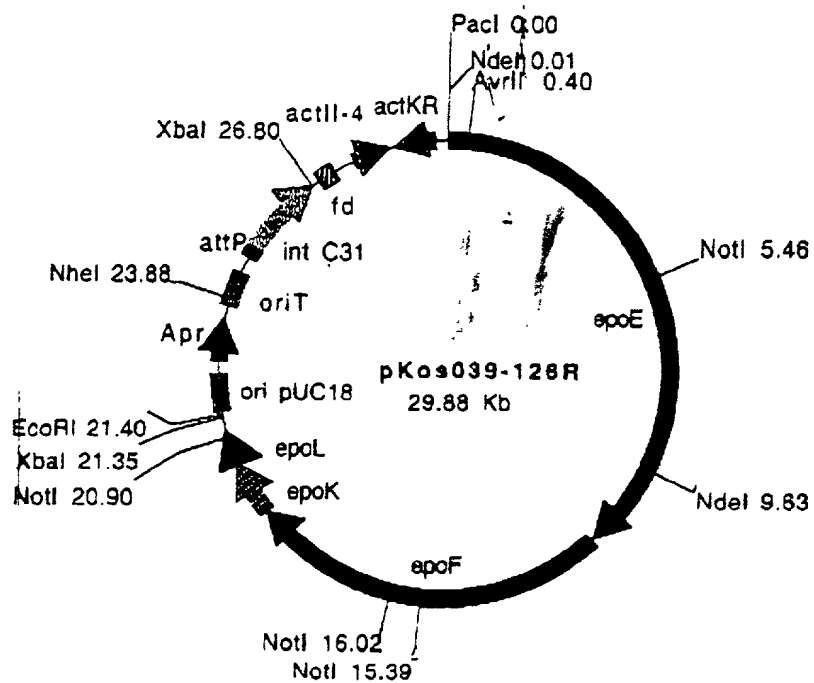 PacI 0.00
NdeI 0.01
AvrII 0.40
actII-4 actKR
XbaI 26.80
fd
attP
int C31
NotI 5.46
NheI 23.88
oriT
epoE
Apr
pKos039-126R
29.88 Kb
ori pUC18
EcoRI 21.40
XbaI 21.35
epoL
NotI 20.90
epoK
NdeI 9.63
epoF
NotI 16.02
NotI 15.39